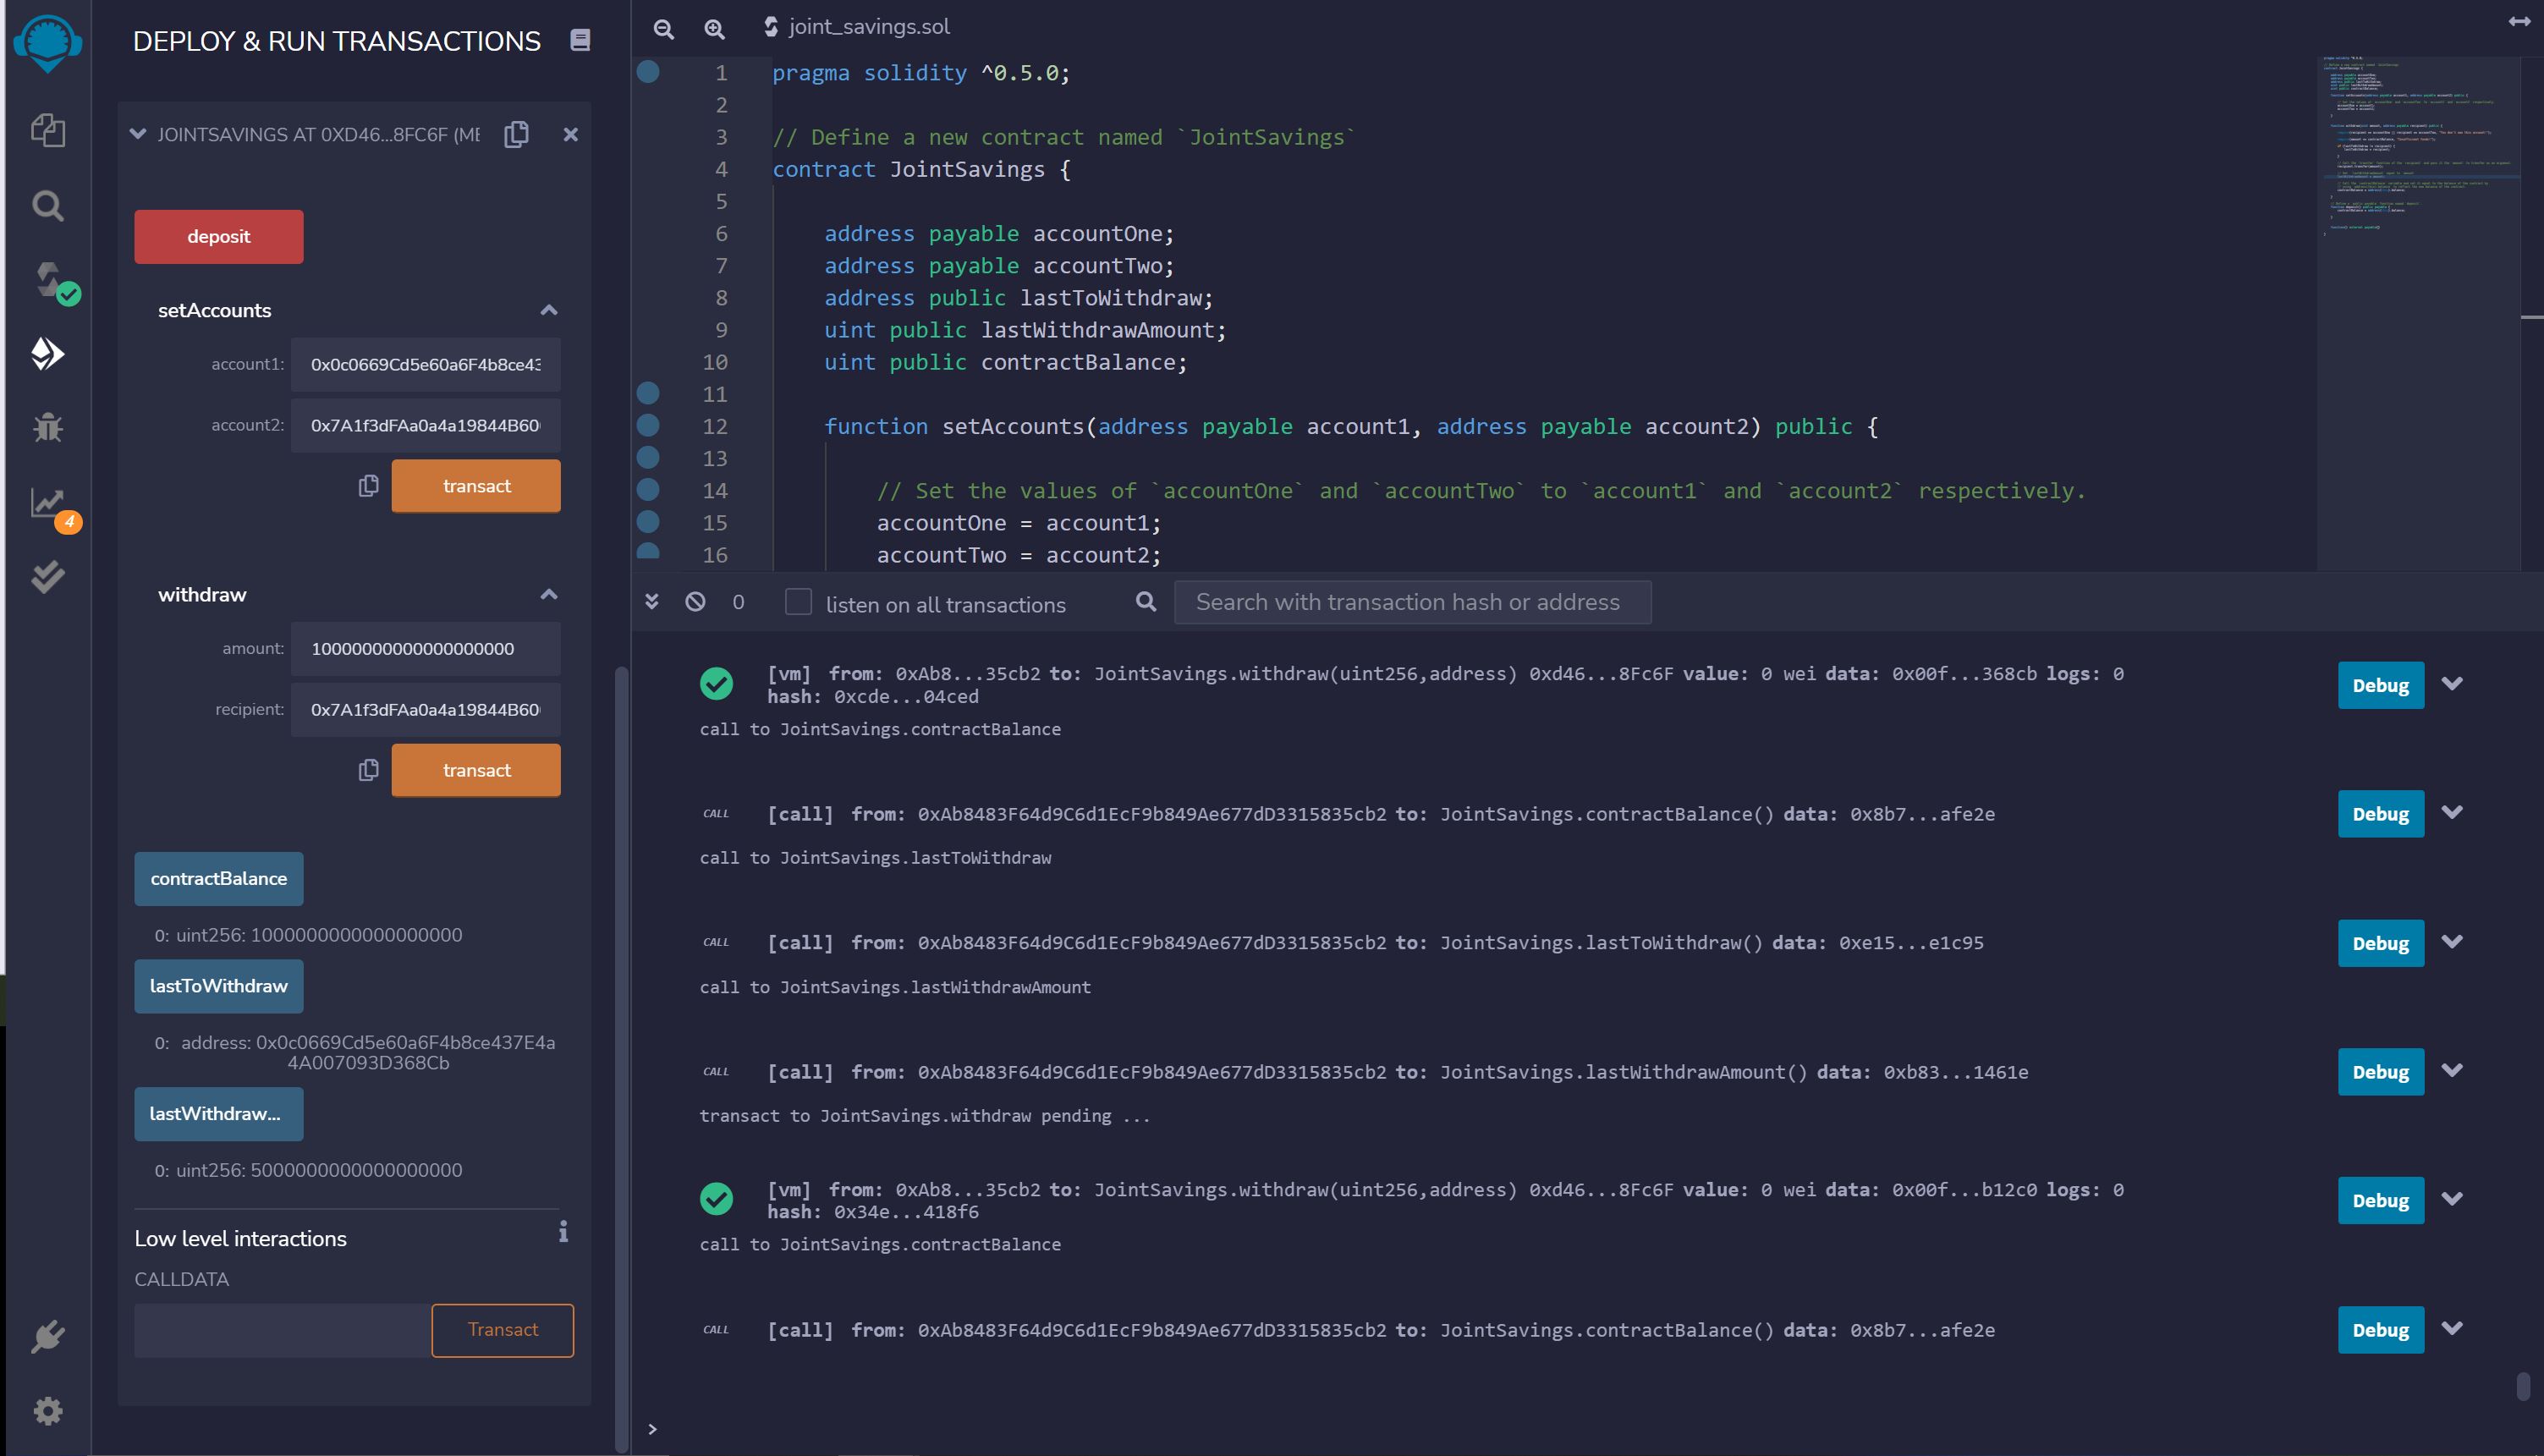 DEPLOY & RUN TRANSACTIONS
JOINTSAVINGS AT 0XD46...8FC6F (ME
deposit
setAccounts
account1: 0x0c0669Cd5e60a6F4b8ce43
account2: 0x7A1f3dFAa0a4a19844B60
transact
4
withdraw
amount: 10000000000000000000
recipient: 0x7A1f3dFAa0a4a19844B60
transact
contractBalance
0: uint256: 1000000000000000000
lastToWithdraw
0: address: 0x0c0669Cd5e60a6F4b8ce437E4a
4A007093D368Cb
lastWithdraw...
0: uint256: 5000000000000000000
Low level interactions
CALLDATA
Transact
joint_savings.sol
1 pragma solidity ^0.5.0;
2
3 // Define a new contract named `JointSavings`
4 contract JointSavings {
5
6 address payable accountOne;
7 address payable accountTwo;
8 address public lastToWithdraw;
9 uint public lastWithdrawAmount;
10 uint public contractBalance;
11
12 function setAccounts(address payable account1, address payable account2) public {
13
14 // Set the values of `accountOne` and `accountTwo` to `account1` and `account2` respectively.
15 accountOne = account1;
16 accountTwo = account2;
0 listen on all transactions Search with transaction hash or address
[vm] from: 0xAb8...35cb2 to: JointSavings.withdraw(uint256,address) 0xd46...8Fc6F value: 0 wei data: 0x00f...368cb logs: 0
hash: 0xcde...04ced
Debug
call to JointSavings.contractBalance
CALL [call] from: 0xAb8483F64d9C6d1EcF9b849Ae677dD3315835cb2 to: JointSavings.contractBalance() data: 0x8b7...afe2e Debug
call to JointSavings.lastToWithdraw
CALL [call] from: 0xAb8483F64d9C6d1EcF9b849Ae677dD3315835cb2 to: JointSavings.lastToWithdraw() data: 0xe15...e1c95 Debug
call to JointSavings.lastWithdrawAmount
CALL [call] from: 0xAb8483F64d9C6d1EcF9b849Ae677dD3315835cb2 to: JointSavings.lastWithdrawAmount() data: 0xb83...1461e Debug
transact to JointSavings.withdraw pending ...
[vm] from: 0xAb8...35cb2 to: JointSavings.withdraw(uint256,address) 0xd46...8Fc6F value: 0 wei data: 0x00f...b12c0 logs: 0
hash: 0x34e...418f6
Debug
call to JointSavings.contractBalance
CALL [call] from: 0xAb8483F64d9C6d1EcF9b849Ae677dD3315835cb2 to: JointSavings.contractBalance() data: 0x8b7...afe2e Debug
>